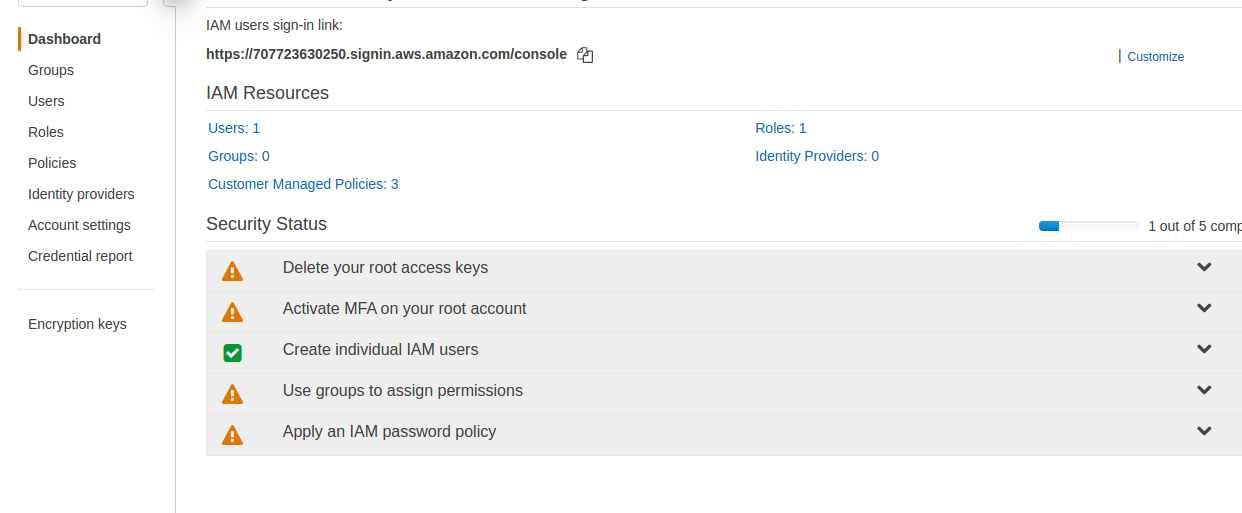 Dashboard
Groups
Users
Roles
Policies
Identity providers
Account settings
Credential report
Encryption keys
IAM users sign-in link:
https://707723630250.signin.aws.amazon.com/console
Customize
IAM Resources
Users: 1
Roles: 1
Groups: 0
Identity Providers: 0
Customer Managed Policies: 3
Security Status
1 out of 5 comp
Delete your root access keys
Activate MFA on your root account
Create individual IAM users
Use groups to assign permissions
Apply an IAM password policy